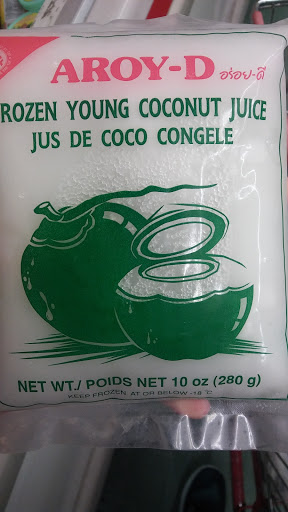 AROY-D อร่อย-ดี
ROZEN YOUNG COCONUT JUICE
JUS DE COCO CONGELE
NET WT./ POIDS NET 10 oz (280 g)
KEEP FROZEN AT OR BELOW -18 °C